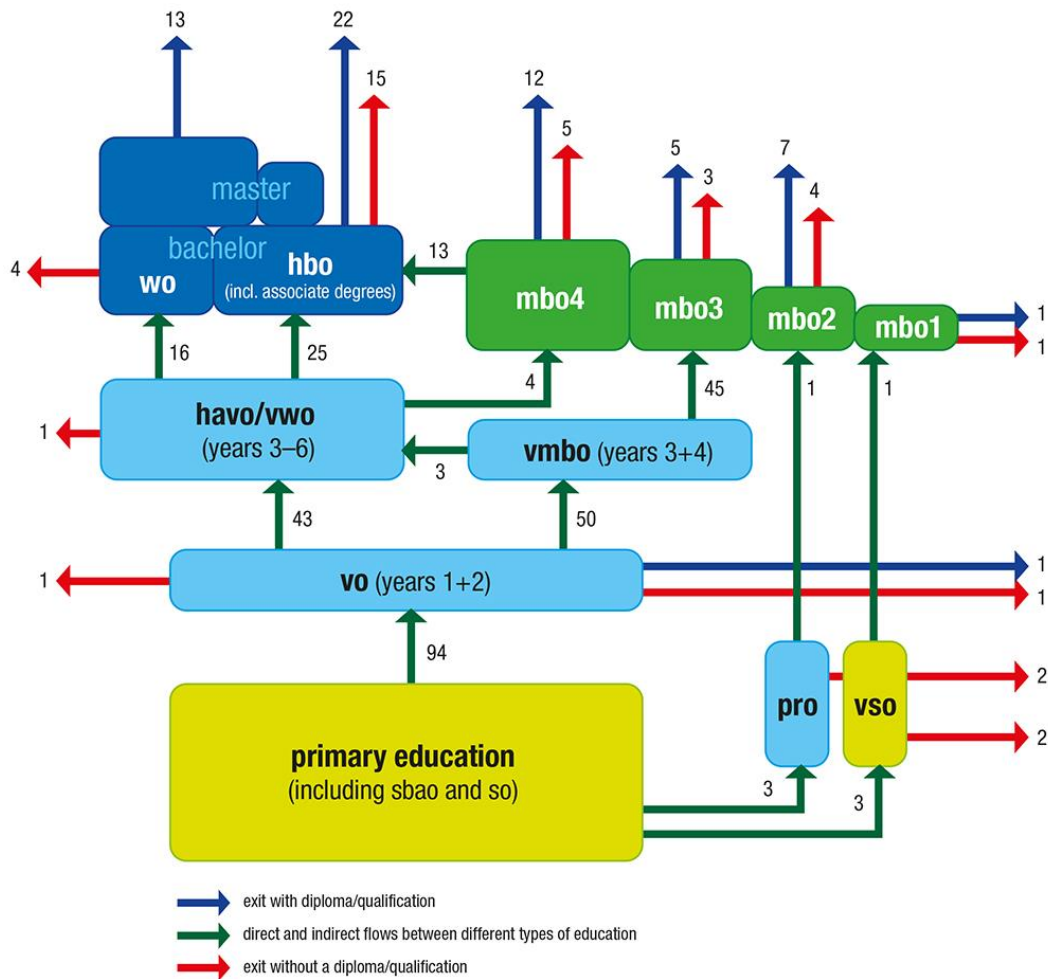 13
22
15
12
5
5
3
7
4
master
bachelor
wo
hbo
(incl. associate degrees)
4
13
mbo4
mbo3
mbo2
mbo1
1
1
16
25
4
45
1
1
havo/vwo
(years 3–6)
1
3
vmbo (years 3+4)
43
50
1
vo (years 1+2)
1
1
94
primary education
(including sbao and so)
pro
vso
2
2
3
3
exit with diploma/qualification
direct and indirect flows between different types of education
exit without a diploma/qualification